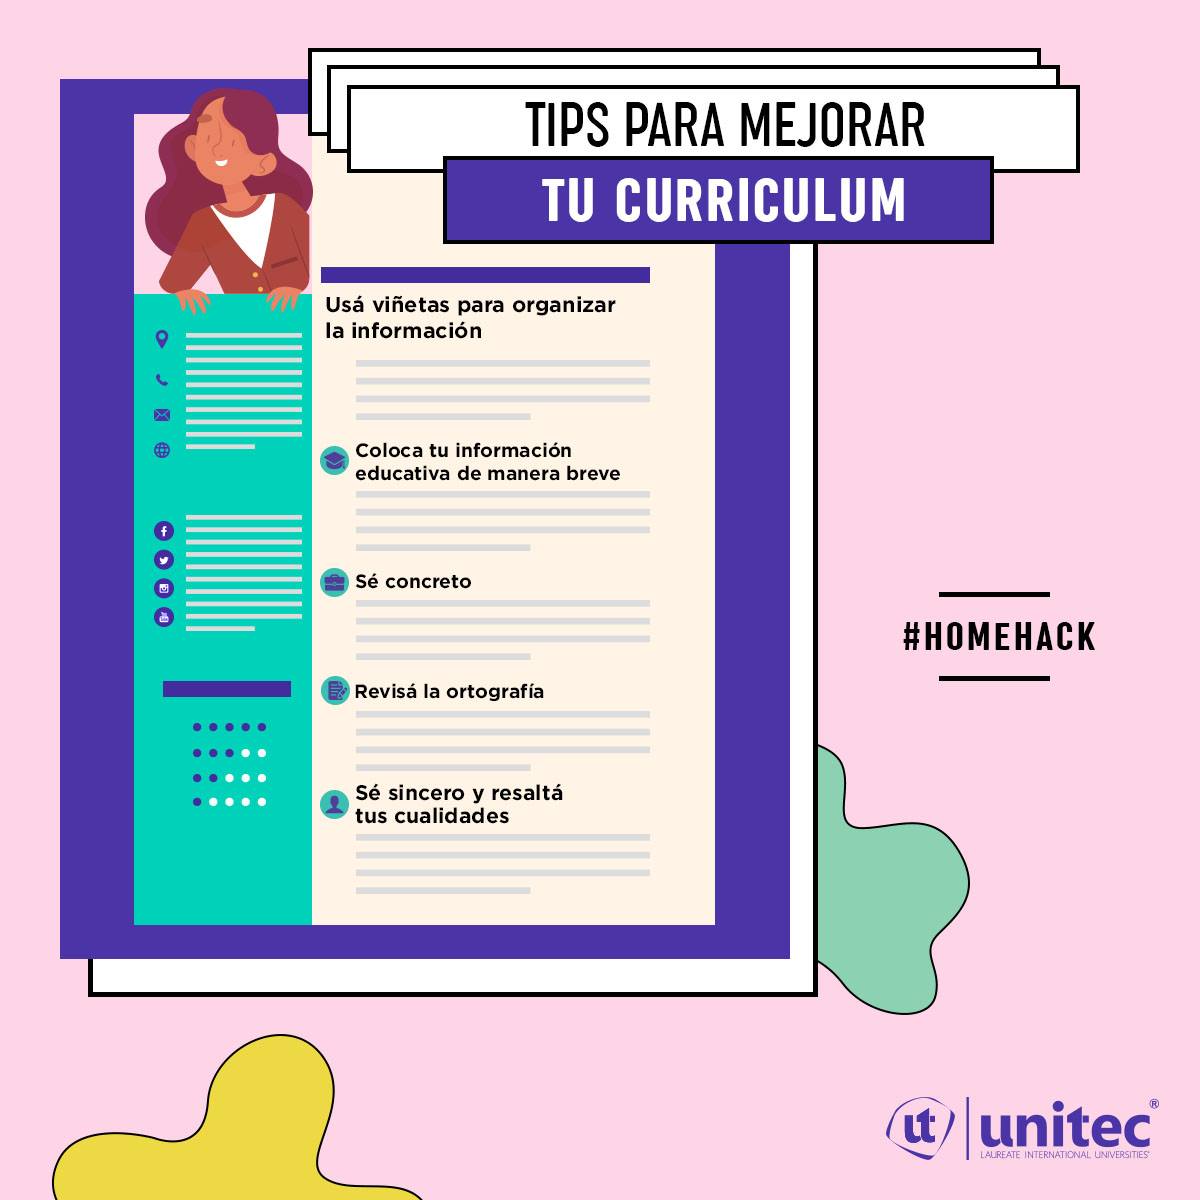 TIPS PARA MEJORAR
TU CURRICULUM
Usá viñetas para organizar
la información
Coloca tu información
educativa de manera breve
Sé concreto
Revisá la ortografía
Sé sincero y resaltá
tus cualidades
#HOMEHACK
ut unitec®
LAUREATE INTERNATIONAL UNIVERSITIES®